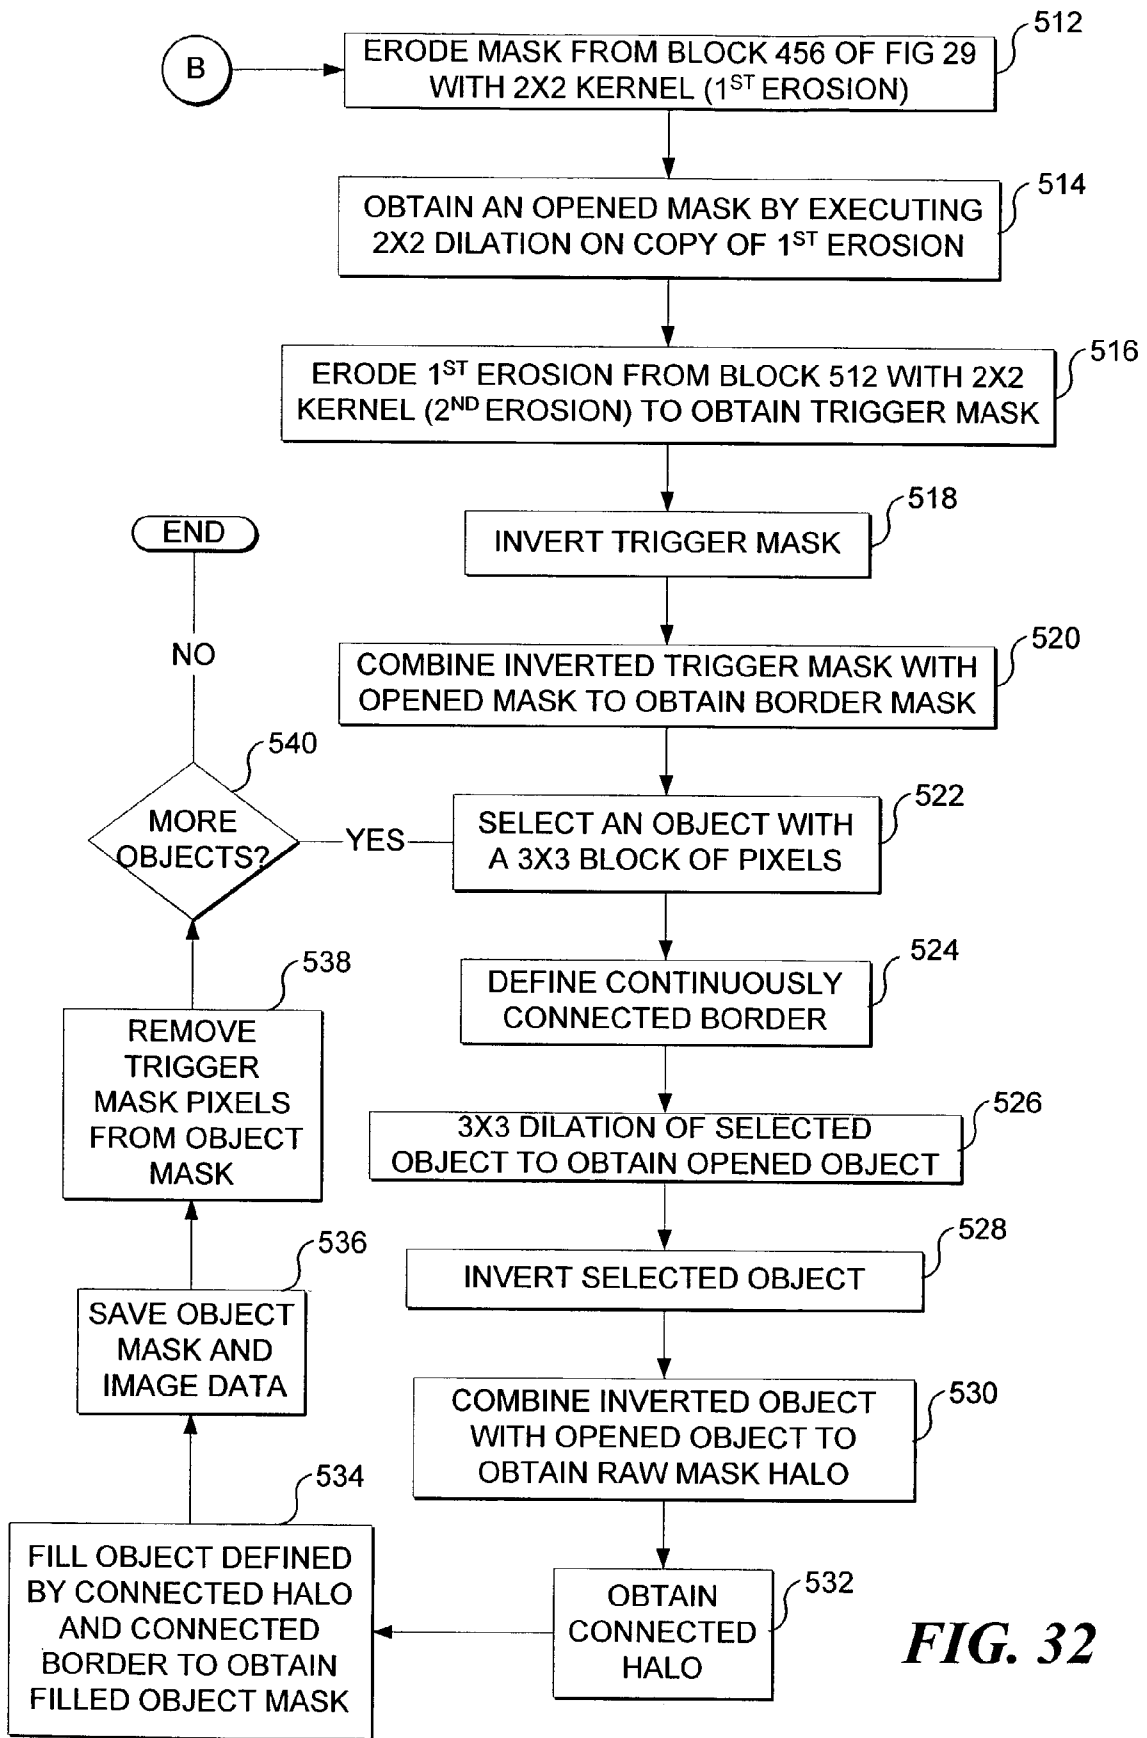 512
B
ERODE MASK FROM BLOCK 456 OF FIG 29
WITH 2X2 KERNEL (1ST EROSION)
514
OBTAIN AN OPENED MASK BY EXECUTING
2X2 DILATION ON COPY OF 1ST EROSION
516
ERODE 1ST EROSION FROM BLOCK 512 WITH 2X2
KERNEL (2ND EROSION) TO OBTAIN TRIGGER MASK
518
INVERT TRIGGER MASK
520
COMBINE INVERTED TRIGGER MASK WITH
OPENED MASK TO OBTAIN BORDER MASK
522
SELECT AN OBJECT WITH
A 3X3 BLOCK OF PIXELS
524
DEFINE CONTINUOUSLY
CONNECTED BORDER
526
3X3 DILATION OF SELECTED
OBJECT TO OBTAIN OPENED OBJECT
528
INVERT SELECTED OBJECT
530
COMBINE INVERTED OBJECT
WITH OPENED OBJECT TO
OBTAIN RAW MASK HALO
532
OBTAIN
CONNECTED
HALO
534
FILL OBJECT DEFINED
BY CONNECTED HALO
AND CONNECTED
BORDER TO OBTAIN
FILLED OBJECT MASK
536
SAVE OBJECT
MASK AND
IMAGE DATA
538
REMOVE
TRIGGER
MASK PIXELS
FROM OBJECT
MASK
540
MORE
OBJECTS?
YES
NO
END
FIG. 32